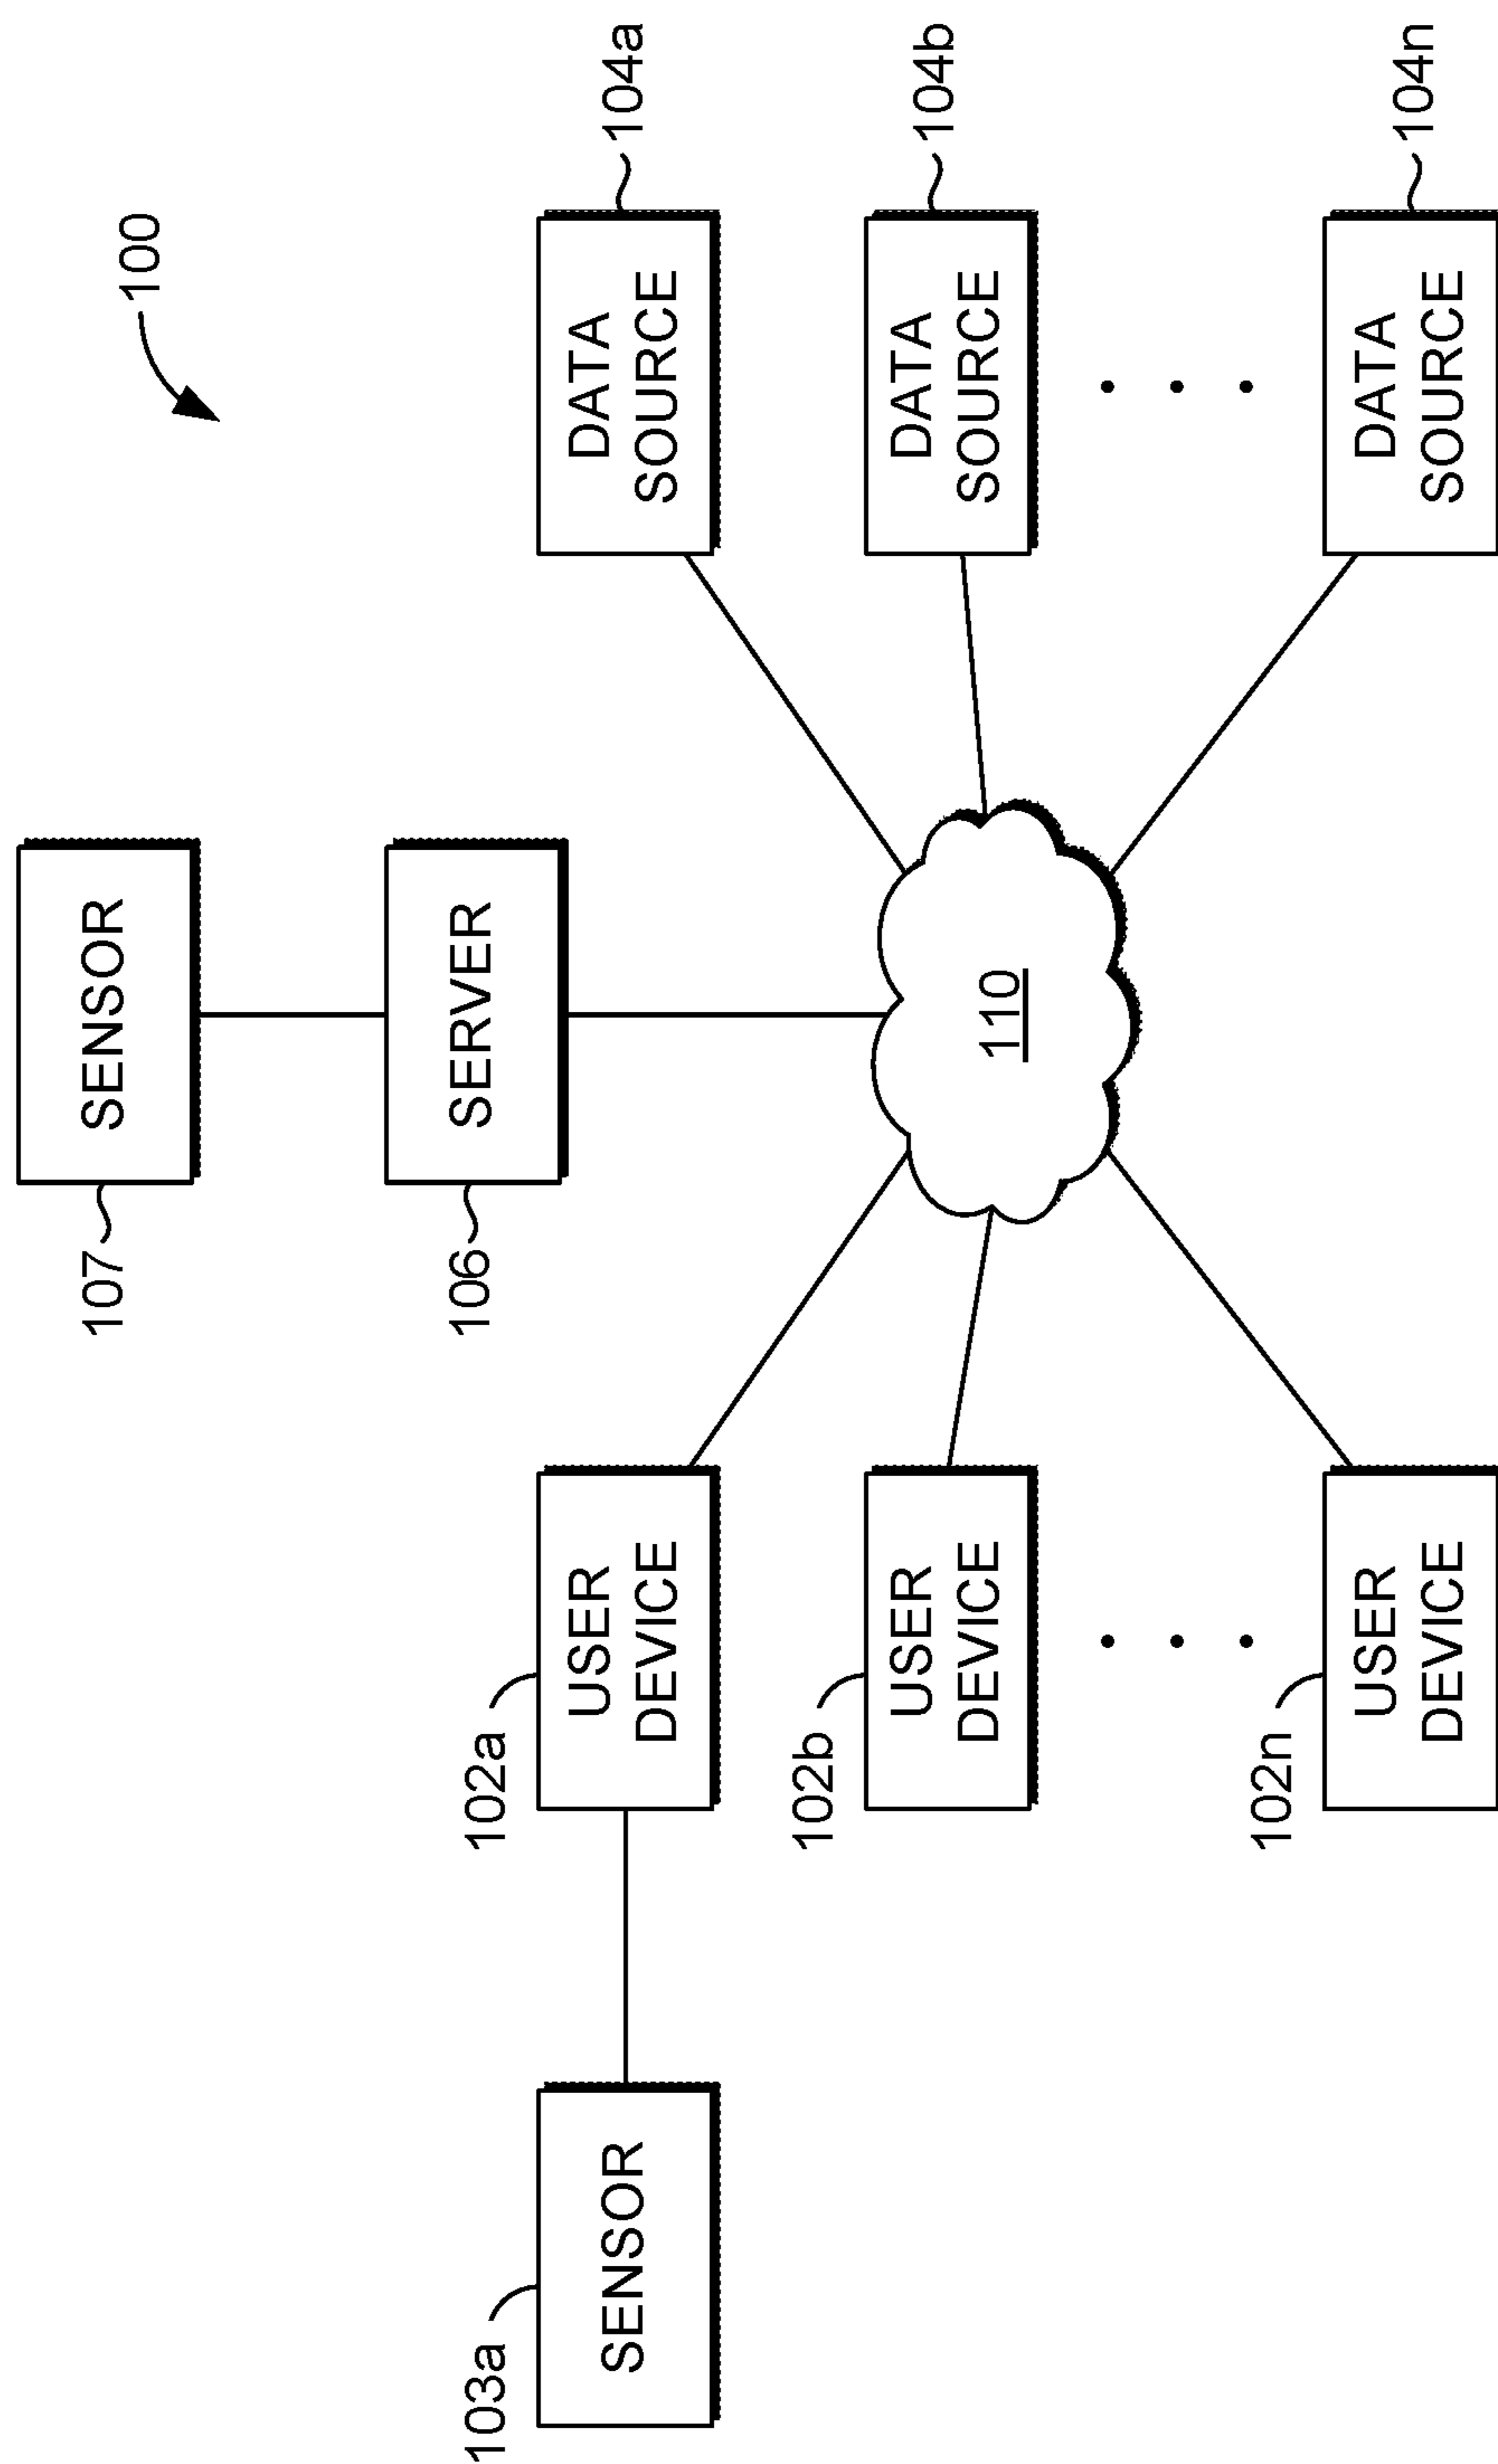 100
107
SENSOR
106
SERVER
103a
SENSOR
102a
USER
DEVICE
DATA
SOURCE
104a
102b
USER
DEVICE
110
DATA
SOURCE
104b
102n
USER
DEVICE
DATA
SOURCE
104n